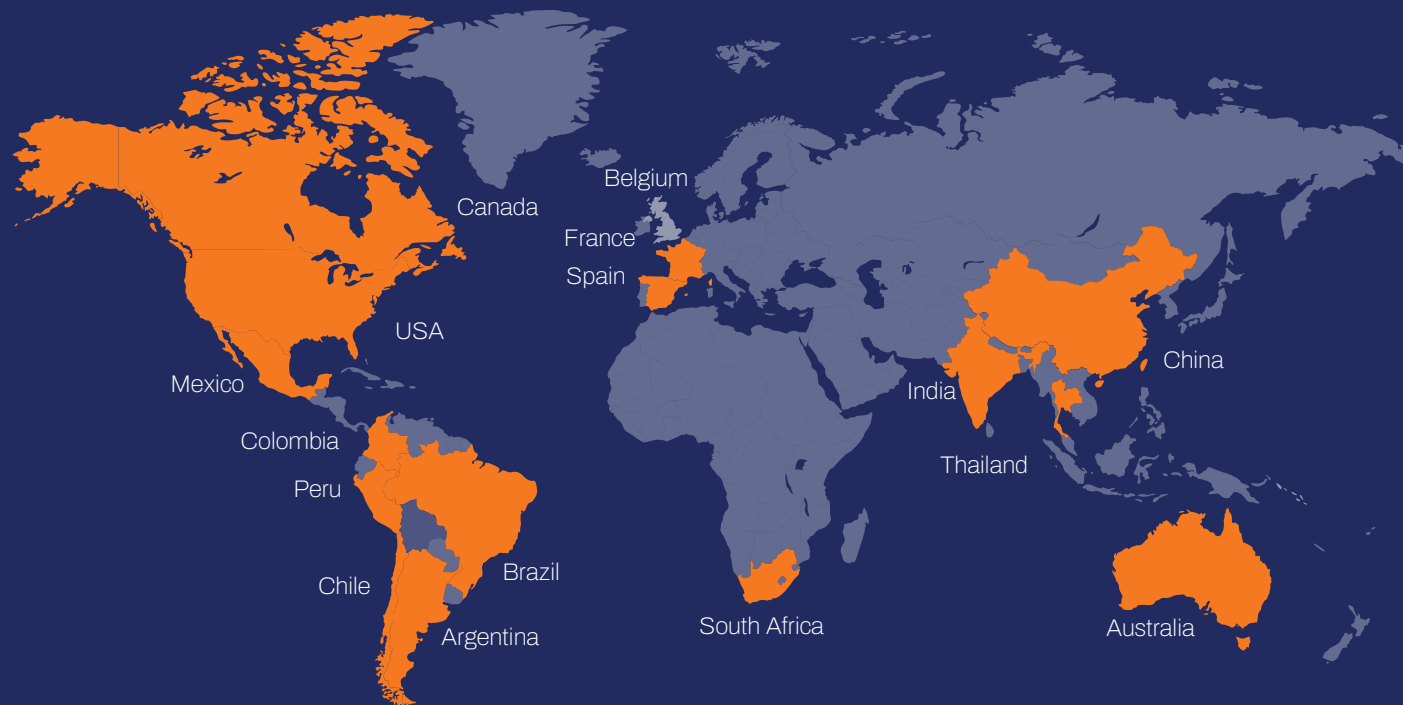 Belgium
Canada
France
Spain
USA
China
Mexico
India
Colombia
Thailand
Peru
Brazil
Chile
South Africa
Australia
Argentina